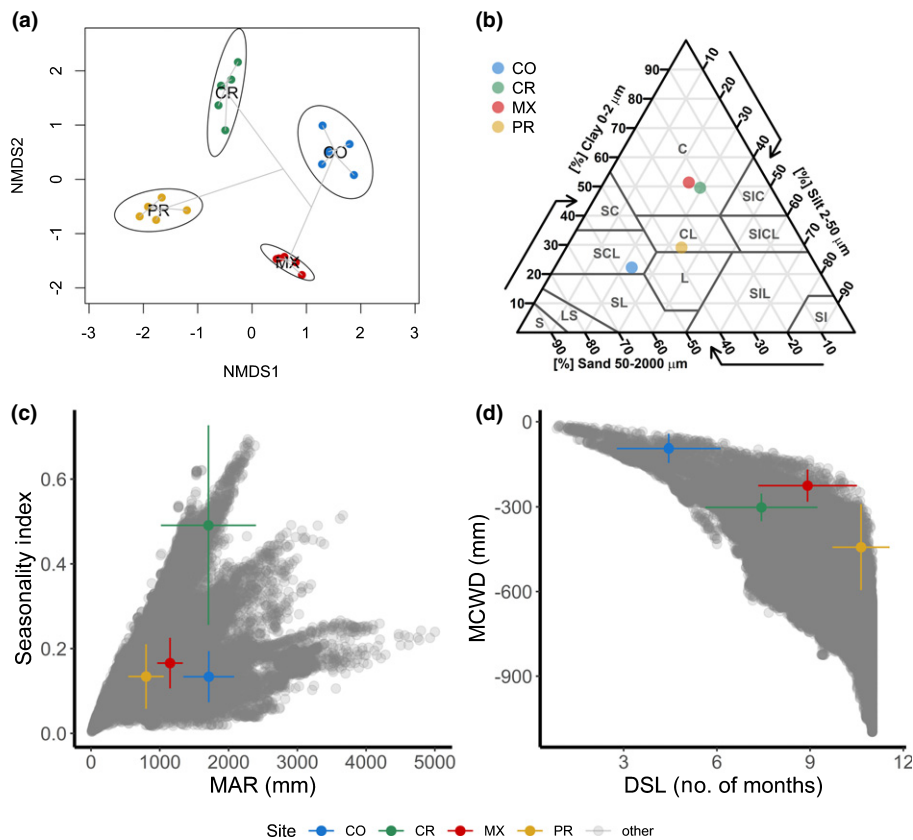 (a)
NMDS2
2
1
0
-1
-2
CR
CO
PR
MX
-3 -2 -1 0 1 2 3
NMDS1
(b)
CO
CR
MX
PR
[%] Clay 0-2 μm
90
80
70
60
50
40
30
20
10
[%] Silt 2-50 μm
10
20
30
40
50
60
70
80
90
C
SC
SIC
CL
SICL
SCL
L
SL
SIL
S
LS
SI
90 80 70 60 50 40 30 20 10
[%] Sand 50-2000 μm
(c)
Seasonality index
0.6
0.4
0.2
0.0
0 1000 2000 3000 4000 5000
MAR (mm)
(d)
MCWD (mm)
0
-300
-600
-900
3 6 9 12
DSL (no. of months)
Site CO CR MX PR other